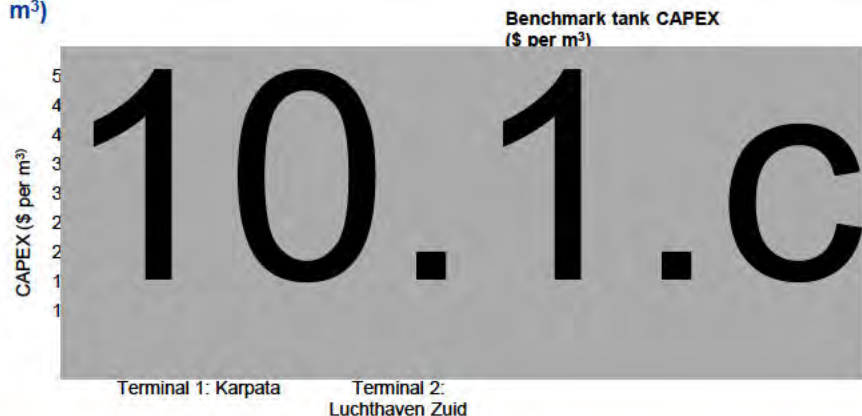 m³)
Benchmark tank CAPEX
($ per m³)
5
4
4
3
3
2
2
1
1
CAPEX ($ per m³)
10.1.c
Terminal 1: Karpata
Terminal 2:
Luchthaven Zuid